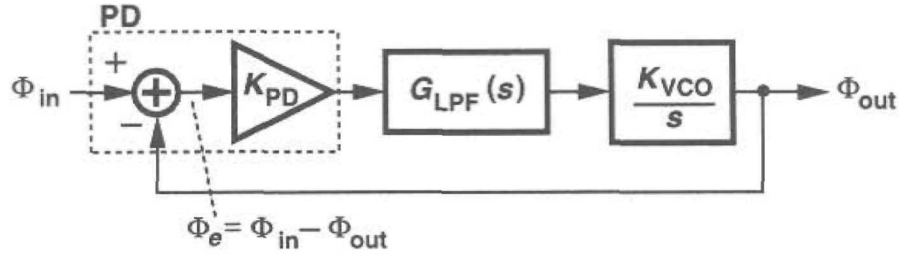 PD
+
Φin
−
KPD
GLPF(s)
KVCO
s
Φout
Φe = Φin − Φout